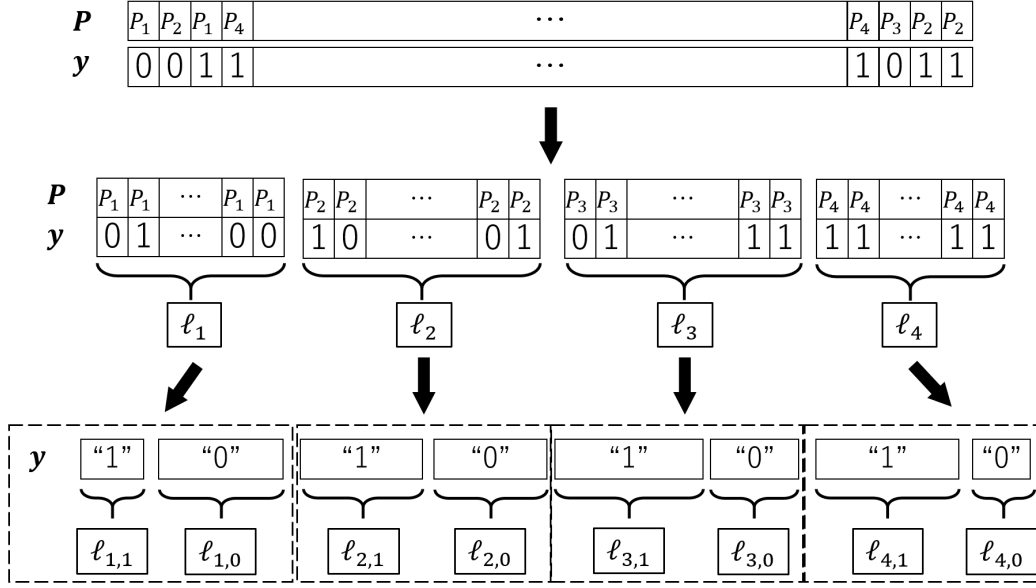 P P₁ P₂ P₁ P₄ ⋯ P₄ P₃ P₂ P₂
y 0 0 1 1 ⋯ 1 0 1 1
P P₁ P₁ ⋯ P₁ P₁ P₂ P₂ ⋯ P₂ P₂ P₃ P₃ ⋯ P₃ P₃ P₄ P₄ ⋯ P₄ P₄
y 0 1 ⋯ 0 0 1 0 ⋯ 0 1 0 1 ⋯ 1 1 1 1 ⋯ 1 1
ℓ₁ ℓ₂ ℓ₃ ℓ₄
y “1” “0” “1” “0” “1” “0” “1” “0”
ℓ₁,₁ ℓ₁,₀ ℓ₂,₁ ℓ₂,₀ ℓ₃,₁ ℓ₃,₀ ℓ₄,₁ ℓ₄,₀